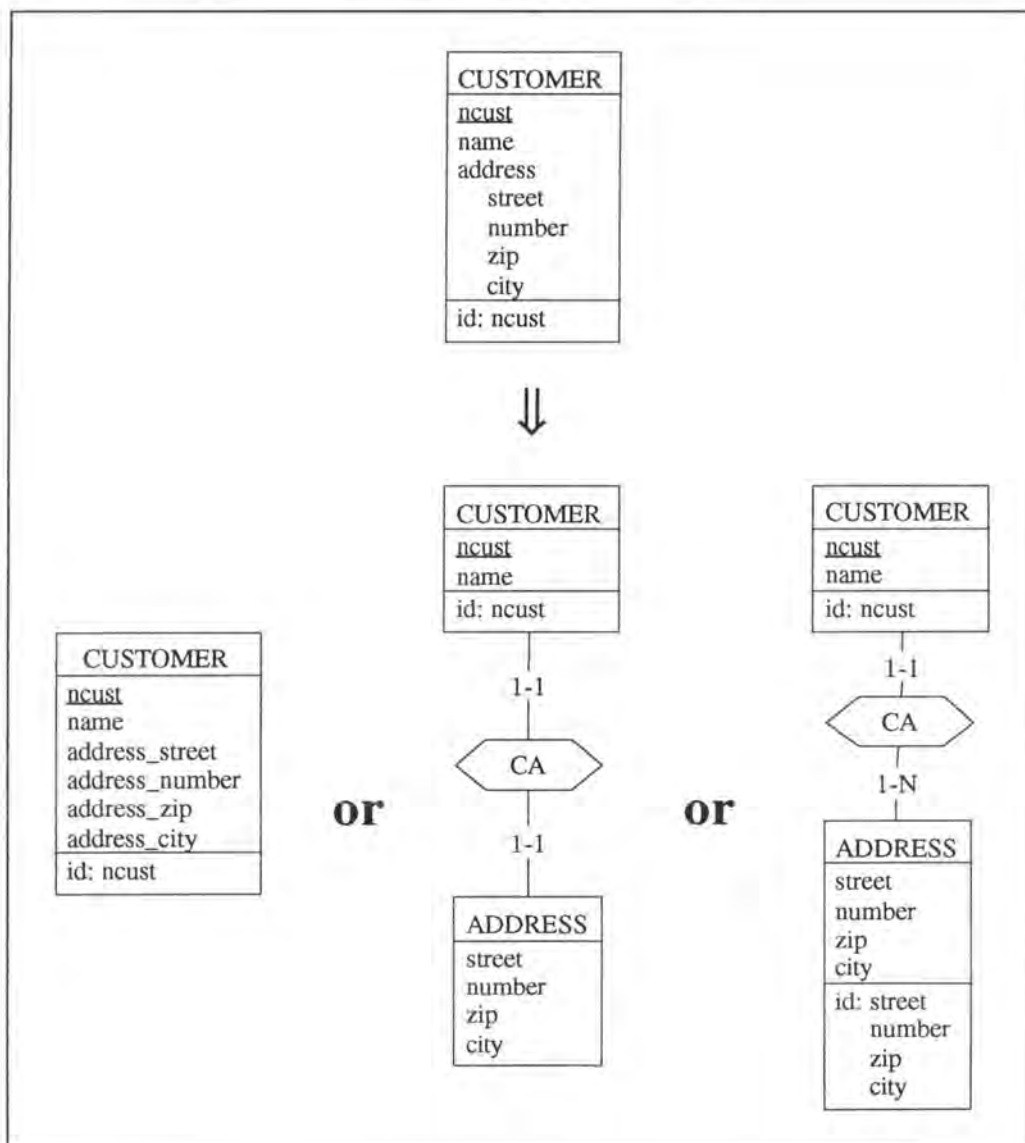 CUSTOMER
ncust
name
address
street
number
zip
city
id: ncust
⇓
CUSTOMER
ncust
name
address_street
address_number
address_zip
address_city
id: ncust
or
CUSTOMER
ncust
name
id: ncust
1-1
CA
1-1
ADDRESS
street
number
zip
city
or
CUSTOMER
ncust
name
id: ncust
1-1
CA
1-N
ADDRESS
street
number
zip
city
id: street
number
zip
city